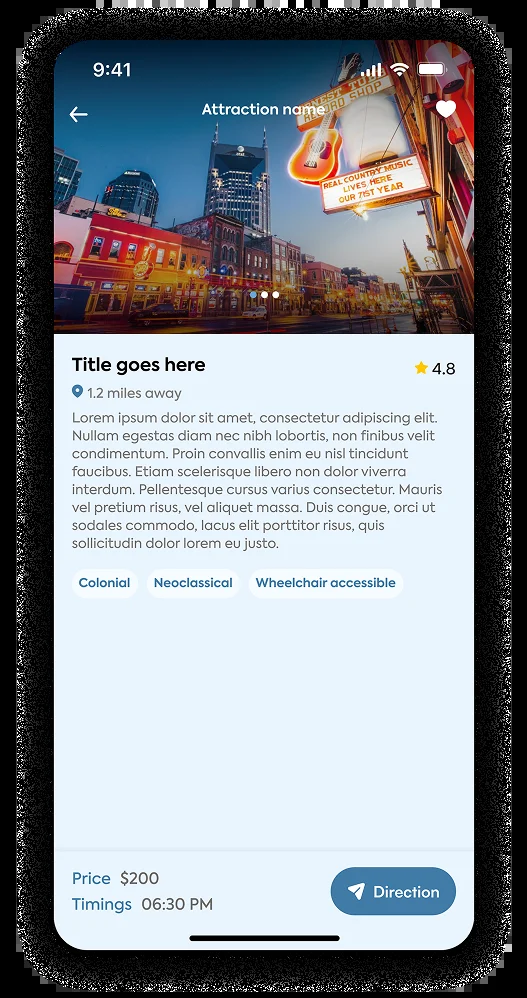 9:41
Attraction name
ERNEST TUBB
RECORD SHOP
REAL COUNTRY MUSIC
LIVES HERE
OUR 71ST YEAR
AT&T
Title goes here
4.8
1.2 miles away
Lorem ipsum dolor sit amet, consectetur adipiscing elit.
Nullam egestas diam nec nibh lobortis, non finibus velit
condimentum. Proin convallis enim eu nisl tincidunt
faucibus. Etiam scelerisque libero non dolor viverra
interdum. Pellentesque cursus varius consectetur. Mauris
vel pretium risus, vel aliquet massa. Duis congue, orci ut
sodales commodo, lacus elit porttitor risus, quis
sollicitudin dolor lorem eu justo.
Colonial Neoclassical Wheelchair accessible
Price $200
Timings 06:30 PM
Direction